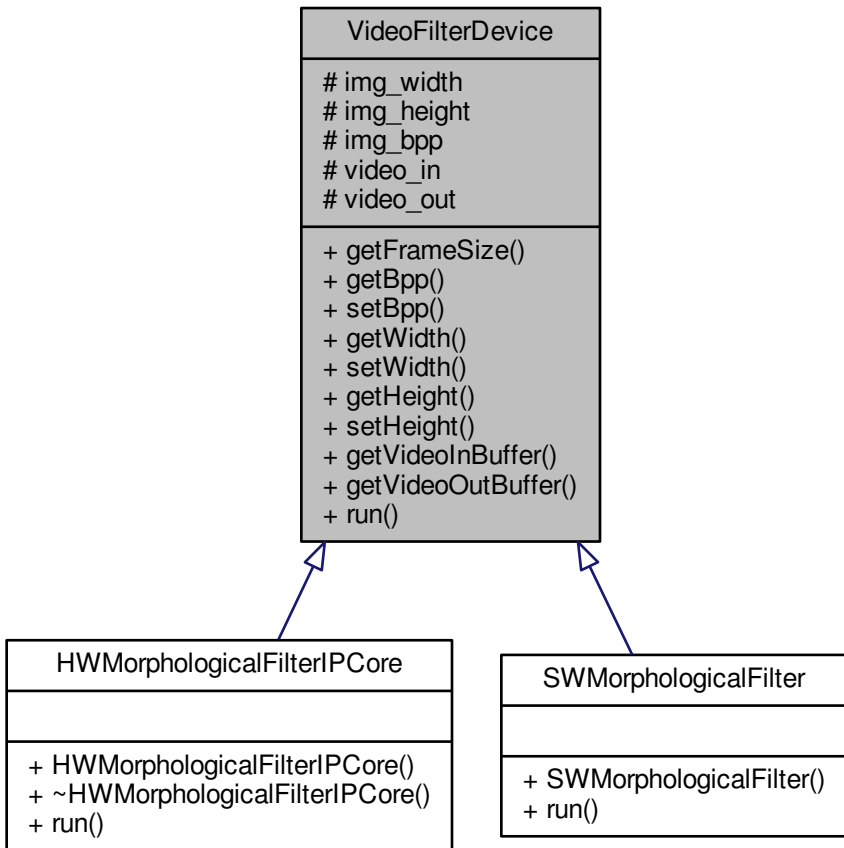 VideoFilterDevice
# img_width
# img_height
# img_bpp
# video_in
# video_out
+ getFrameSize()
+ getBpp()
+ setBpp()
+ getWidth()
+ setWidth()
+ getHeight()
+ setHeight()
+ getVideoInBuffer()
+ getVideoOutBuffer()
+ run()
HWMorphologicalFilterIPCore
+ HWMorphologicalFilterIPCore()
+ ~HWMorphologicalFilterIPCore()
+ run()
SWMorphologicalFilter
+ SWMorphologicalFilter()
+ run()